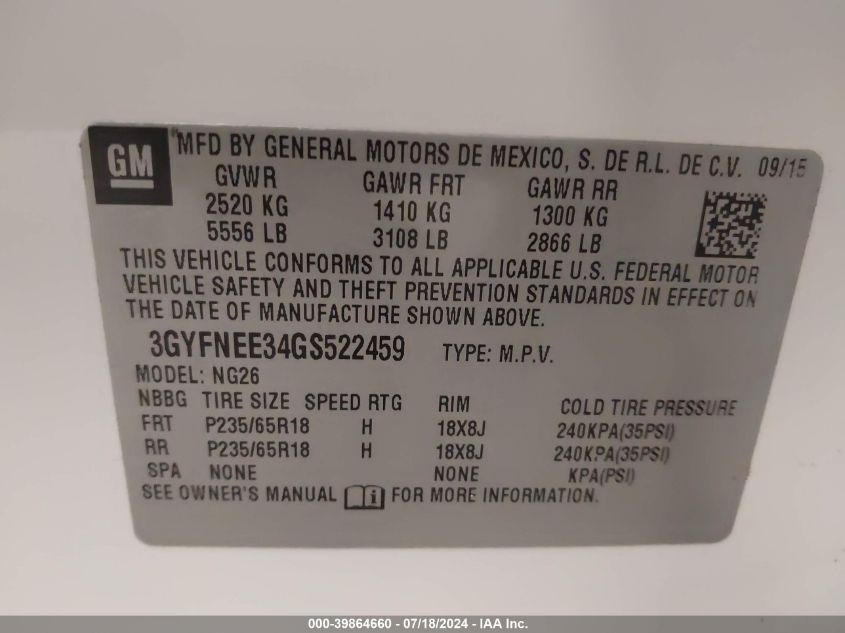 GM MFD BY GENERAL MOTORS DE MEXICO, S. DE R.L. DE C.V. 09/15
GVWR GAWR FRT GAWR RR
2520 KG 1410 KG 1300 KG
5556 LB 3108 LB 2866 LB
THIS VEHICLE CONFORMS TO ALL APPLICABLE U.S. FEDERAL MOTOR
VEHICLE SAFETY AND THEFT PREVENTION STANDARDS IN EFFECT ON
THE DATE OF MANUFACTURE SHOWN ABOVE.
3GYFNEE34GS522459 TYPE: M.P.V.
MODEL: NG26
NBBG TIRE SIZE SPEED RTG RIM COLD TIRE PRESSURE
FRT P235/65R18 H 18X8J 240KPA(35PSI)
RR P235/65R18 H 18X8J 240KPA(35PSI)
SPA NONE NONE KPA(PSI)
SEE OWNER'S MANUAL i FOR MORE INFORMATION.
000-39864660 - 07/18/2024 - IAA Inc.